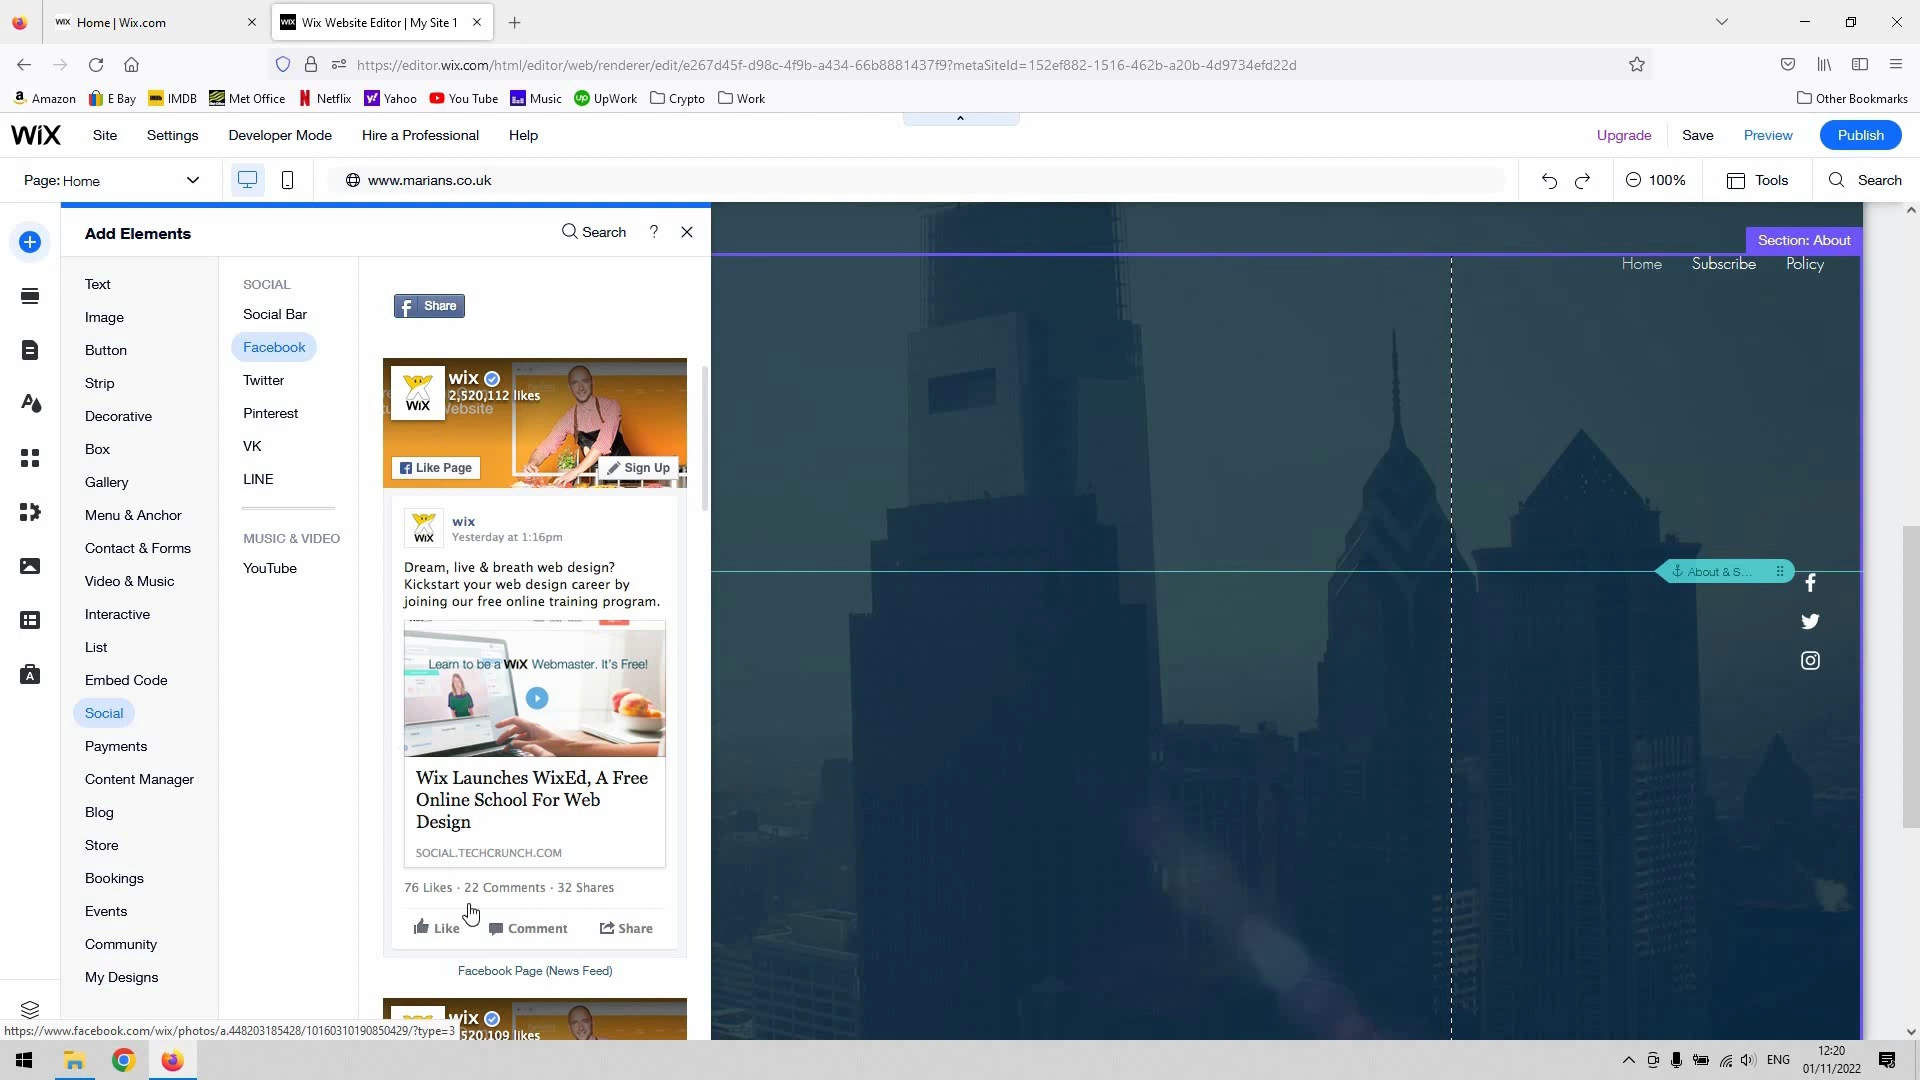 WIX Home | Wix.com
WIX Wix Website Editor | My Site 1
https://editor.wix.com/html/editor/web/renderer/edit/e267d45f-d98c-4f9b-a434-66b8881437f9?metaSiteId=152ef882-1516-462b-a20b-4d9734efd22d
Amazon E Bay IMDB Met Office Netflix Yahoo You Tube Music UpWork Crypto Work Other Bookmarks
WiX Site Settings Developer Mode Hire a Professional Help Upgrade Save Preview Publish
Page: Home www.marians.co.uk 100% Tools Search
Add Elements Search ?
Section: About
Home Subscribe Policy
Text
Image
Button
Strip
Decorative
Box
Gallery
Menu & Anchor
Contact & Forms
Video & Music
Interactive
List
Embed Code
Social
Payments
Content Manager
Blog
Store
Bookings
Events
Community
My Designs
SOCIAL
Social Bar
Facebook
Twitter
Pinterest
VK
LINE
MUSIC & VIDEO
YouTube
Share
wix
2,520,112 likes
WIX
Like Page Sign Up
wix
WIX
Yesterday at 1:16pm
Dream, live & breath web design?
Kickstart your web design career by
joining our free online training program.
Learn to be a WIX Webmaster. It's Free!
Wix Launches WixEd, A Free
Online School For Web
Design
SOCIAL.TECHCRUNCH.COM
76 Likes · 22 Comments · 32 Shares
Like Comment Share
Facebook Page (News Feed)
wix
520,109 likes
About & S...
https://www.facebook.com/wix/photos/a.448203185428/10160310190850429/?type=3
ENG
12:20
01/11/2022